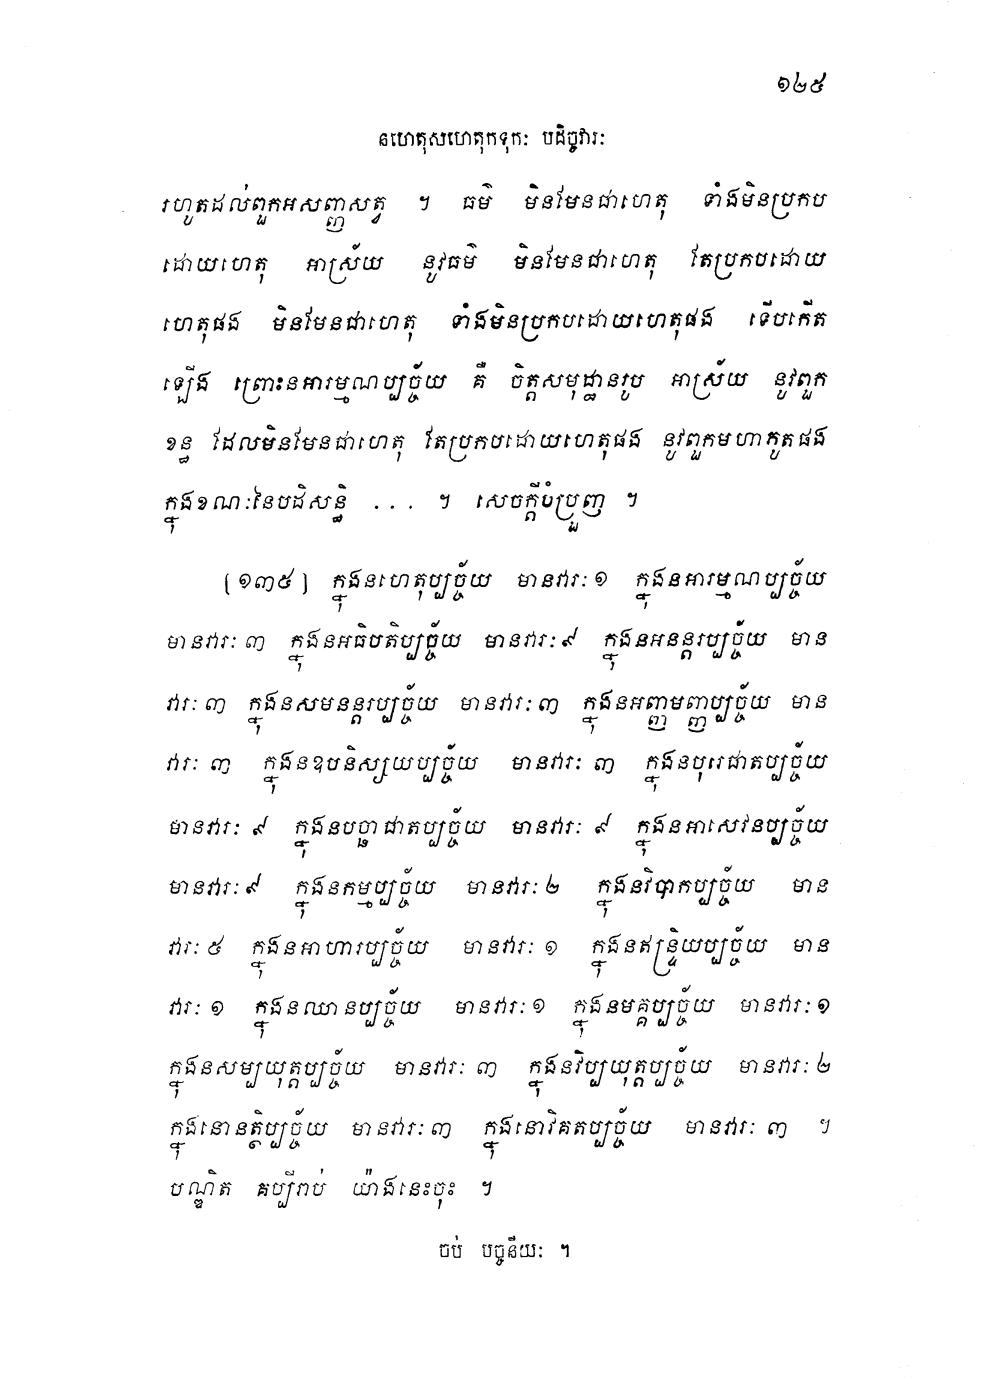 ១២៥
នហេតុសហេតុកទុកៈ បដិច្ចវារៈ
រហូតដល់ពួកអសញ្ញសត្វ ។ ធម៌ មិនមែនជាហេតុ ទាំងមិនប្រកប
ដោយហេតុ អាស្រ័យ នូវធម៌ មិនមែនជាហេតុ តែប្រកបដោយ
ហេតុផង មិនមែនជាហេតុ ទាំងមិនប្រកបដោយហេតុផង ទើបកើត
ឡើង ព្រោះនអារម្មណប្បច្ច័យ គឺ ចិត្តសមុដ្ឋានរូប អាស្រ័យ នូវពួក
ខន្ធ ដែលមិនមែនជាហេតុ តែប្រកបដោយហេតុផង នូវពួកមហាភូតផង
ក្នុងខណៈនៃបដិសន្ធិ ... ។ សេចក្តីបំប្រួញ ។
(១៣៥) ក្នុងនហេតុប្បច្ច័យ មានវារៈ ១ ក្នុងនអារម្មណប្បច្ច័យ
មានវារៈ ៣ ក្នុងនអធិបតិប្បច្ច័យ មានវារៈ ៩ ក្នុងនអនន្តរប្បច្ច័យ មាន
វារៈ ៣ ក្នុងនសមនន្តរប្បច្ច័យ មានវារៈ ៣ ក្នុងនអញ្ញមញ្ញប្បច្ច័យ មាន
វារៈ ៣ ក្នុងនឧបនិស្សយប្បច្ច័យ មានវារៈ ៣ ក្នុងនបុរេជាតប្បច្ច័យ
មានវារៈ ៩ ក្នុងនបច្ឆាជាតប្បច្ច័យ មានវារៈ ៩ ក្នុងនអាសេវនប្បច្ច័យ
មានវារៈ ៩ ក្នុងនកម្មប្បច្ច័យ មានវារៈ ២ ក្នុងនវិបាកប្បច្ច័យ មាន
វារៈ ៥ ក្នុងនអាហារប្បច្ច័យ មានវារៈ ១ ក្នុងនឥន្ទ្រិយប្បច្ច័យ មាន
វារៈ ១ ក្នុងនឈានប្បច្ច័យ មានវារៈ ១ ក្នុងនមគ្គប្បច្ច័យ មានវារៈ ១
ក្នុងនសម្បយុត្តប្បច្ច័យ មានវារៈ ៣ ក្នុងនវិប្បយុត្តប្បច្ច័យ មានវារៈ ២
ក្នុងនោនត្ថិប្បច្ច័យ មានវារៈ ៣ ក្នុងនោវិគតប្បច្ច័យ មានវារៈ ៣ ។
បណ្ឌិត គប្បីរាប់ យ៉ាងនេះចុះ ។
ចប់ បច្ចនីយៈ ។